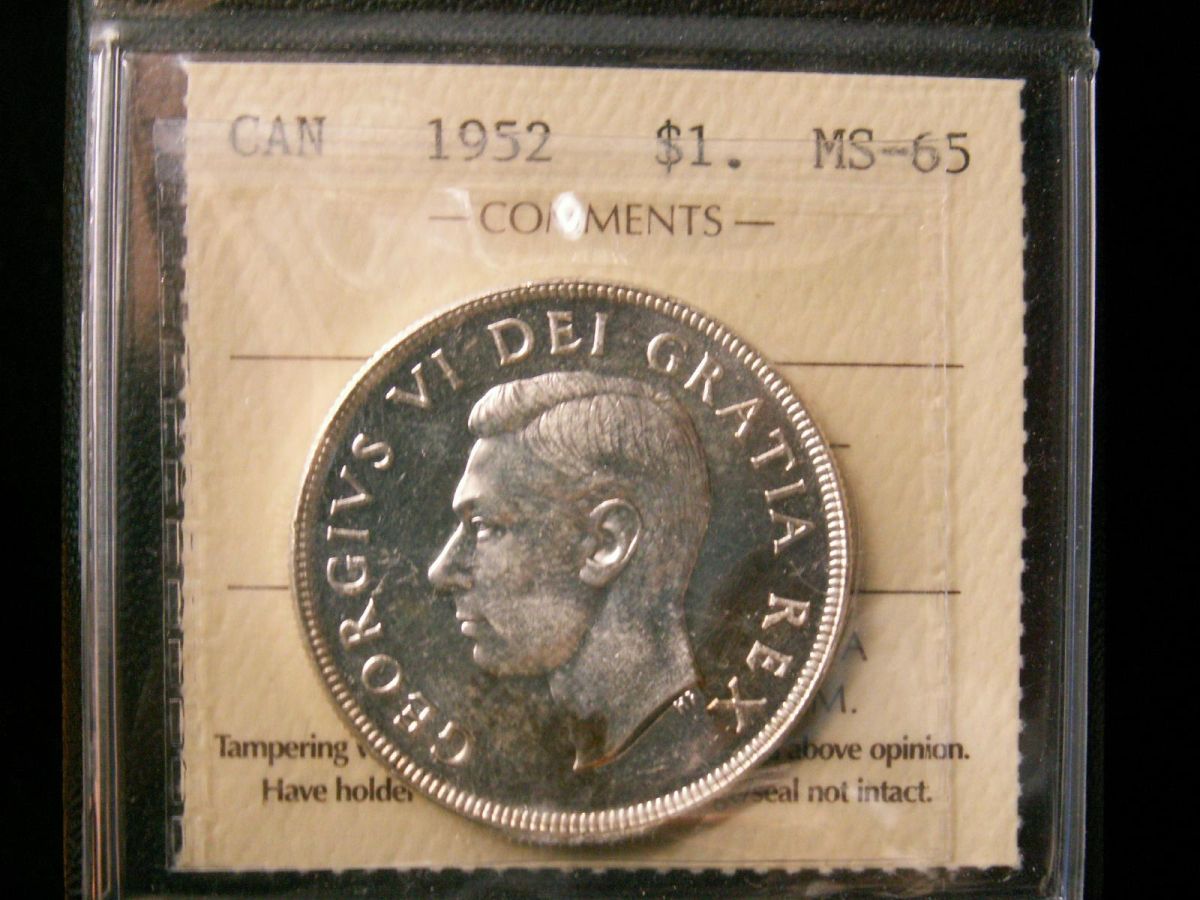 CAN 1952 $1. MS-65
— COMMENTS —
GEORGIVS VI DEI GRATIA REX
A
M.
Tampering above opinion.
Have holder seal not intact.